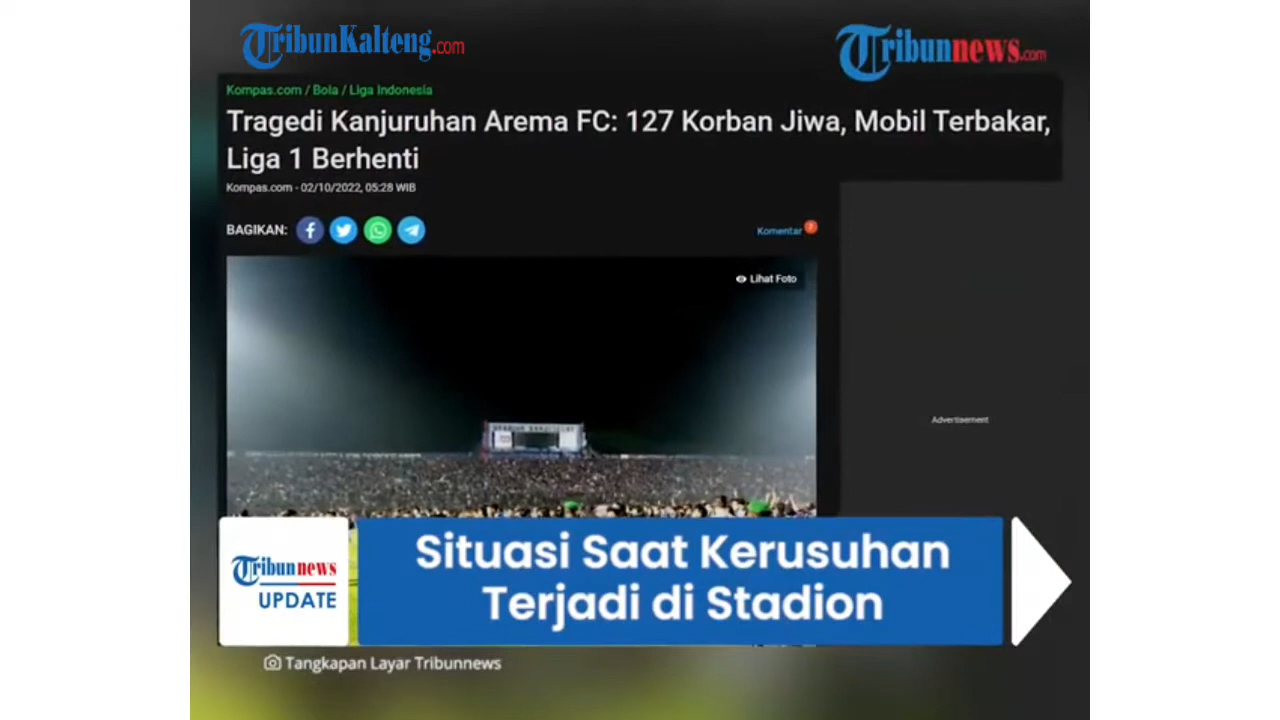 TribunKalteng.com
Tribunnews.com
Kompas.com / Bola / Liga Indonesia
Tragedi Kanjuruhan Arema FC: 127 Korban Jiwa, Mobil Terbakar,
Liga 1 Berhenti
Kompas.com - 02/10/2022, 05:28 WIB
BAGIKAN:
Komentar
Lihat Foto
Advertisement
Situasi Saat Kerusuhan
Terjadi di Stadion
Tribunnews
UPDATE
Tangkapan Layar Tribunnews